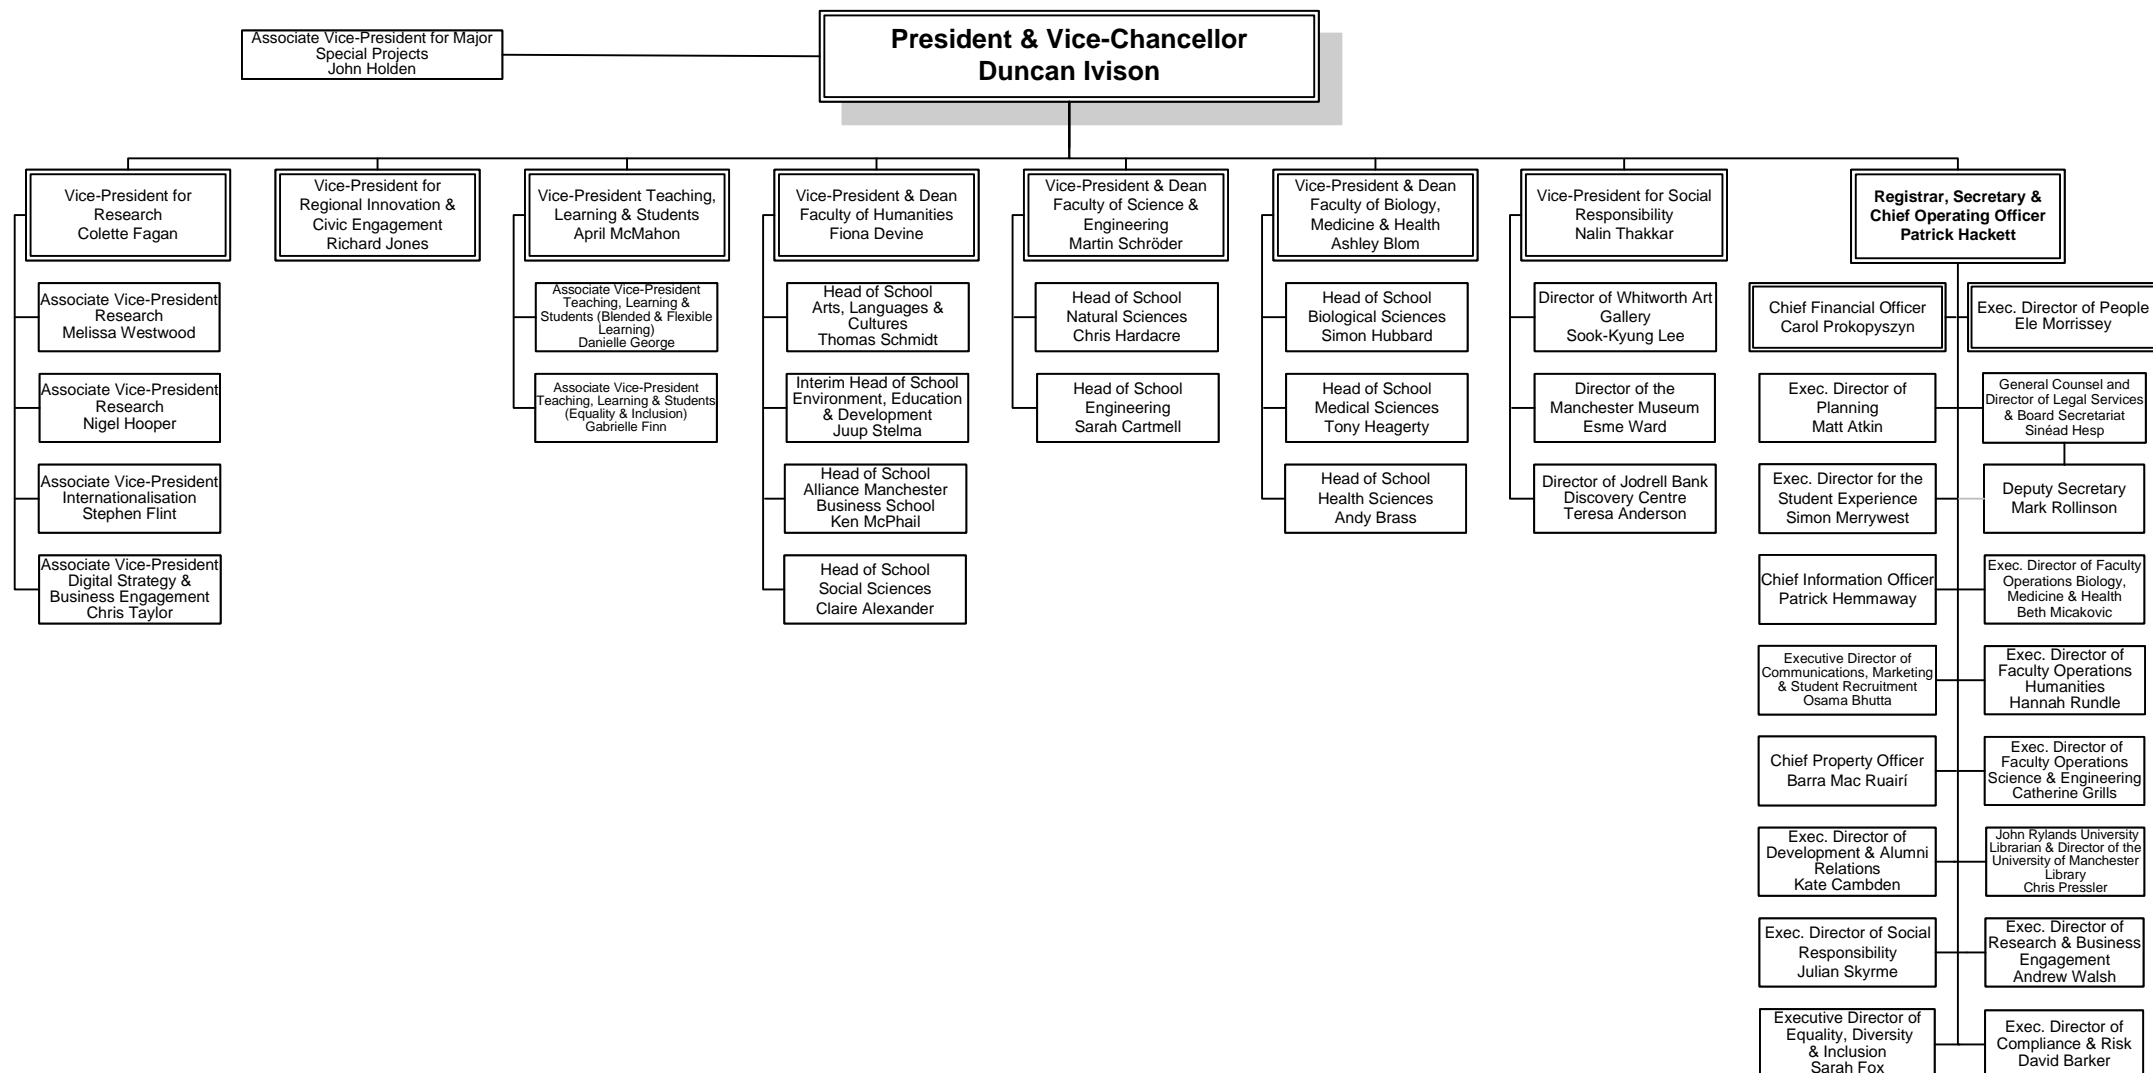 Associate Vice-President for Major
Special Projects
John Holden
President & Vice-Chancellor
Duncan Ivison
Vice-President for
Research
Colette Fagan
Vice-President for
Regional Innovation &
Civic Engagement
Richard Jones
Vice-President Teaching,
Learning & Students
April McMahon
Vice-President & Dean
Faculty of Humanities
Fiona Devine
Vice-President & Dean
Faculty of Science &
Engineering
Martin Schröder
Vice-President & Dean
Faculty of Biology,
Medicine & Health
Ashley Blom
Vice-President for Social
Responsibility
Nalin Thakkar
Registrar, Secretary &
Chief Operating Officer
Patrick Hackett
Associate Vice-President
Research
Melissa Westwood
Associate Vice-President
Research
Nigel Hooper
Associate Vice-President
Internationalisation
Stephen Flint
Associate Vice-President
Digital Strategy &
Business Engagement
Chris Taylor
Associate Vice-President
Teaching, Learning &
Students (Blended & Flexible
Learning)
Danielle George
Associate Vice-President
Teaching, Learning & Students
(Equality & Inclusion)
Gabrielle Finn
Head of School
Arts, Languages &
Cultures
Thomas Schmidt
Interim Head of School
Environment, Education
& Development
Juup Stelma
Head of School
Alliance Manchester
Business School
Ken McPhail
Head of School
Social Sciences
Claire Alexander
Head of School
Natural Sciences
Chris Hardacre
Head of School
Engineering
Sarah Cartmell
Head of School
Biological Sciences
Simon Hubbard
Head of School
Medical Sciences
Tony Heagerty
Head of School
Health Sciences
Andy Brass
Director of Whitworth Art
Gallery
Sook-Kyung Lee
Director of the
Manchester Museum
Esme Ward
Director of Jodrell Bank
Discovery Centre
Teresa Anderson
Chief Financial Officer
Carol Prokopyszyn
Exec. Director of People
Ele Morrissey
Exec. Director of
Planning
Matt Atkin
General Counsel and
Director of Legal Services
& Board Secretariat
Sinéad Hesp
Exec. Director for the
Student Experience
Simon Merrywest
Deputy Secretary
Mark Rollinson
Chief Information Officer
Patrick Hemmaway
Exec. Director of Faculty
Operations Biology,
Medicine & Health
Beth Micakovic
Executive Director of
Communications, Marketing
& Student Recruitment
Osama Bhutta
Exec. Director of
Faculty Operations
Humanities
Hannah Rundle
Chief Property Officer
Barra Mac Ruairí
Exec. Director of
Faculty Operations
Science & Engineering
Catherine Grills
Exec. Director of
Development & Alumni
Relations
Kate Cambden
John Rylands University
Librarian & Director of the
University of Manchester
Library
Chris Pressler
Exec. Director of Social
Responsibility
Julian Skyrme
Exec. Director of
Research & Business
Engagement
Andrew Walsh
Executive Director of
Equality, Diversity
& Inclusion
Sarah Fox
Exec. Director of
Compliance & Risk
David Barker